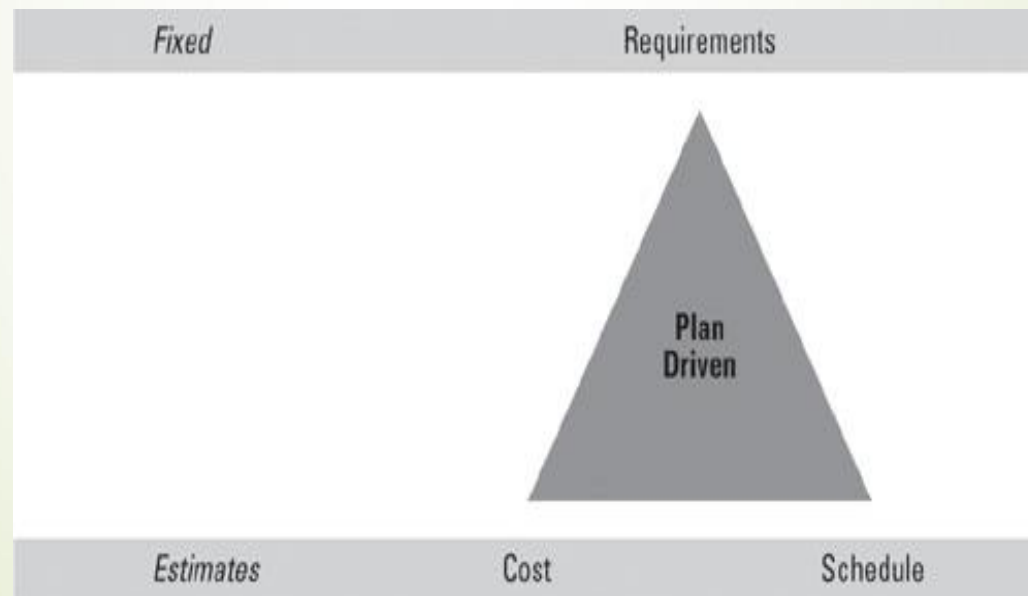 Fixed Requirements
Plan
Driven
Estimates Cost Schedule